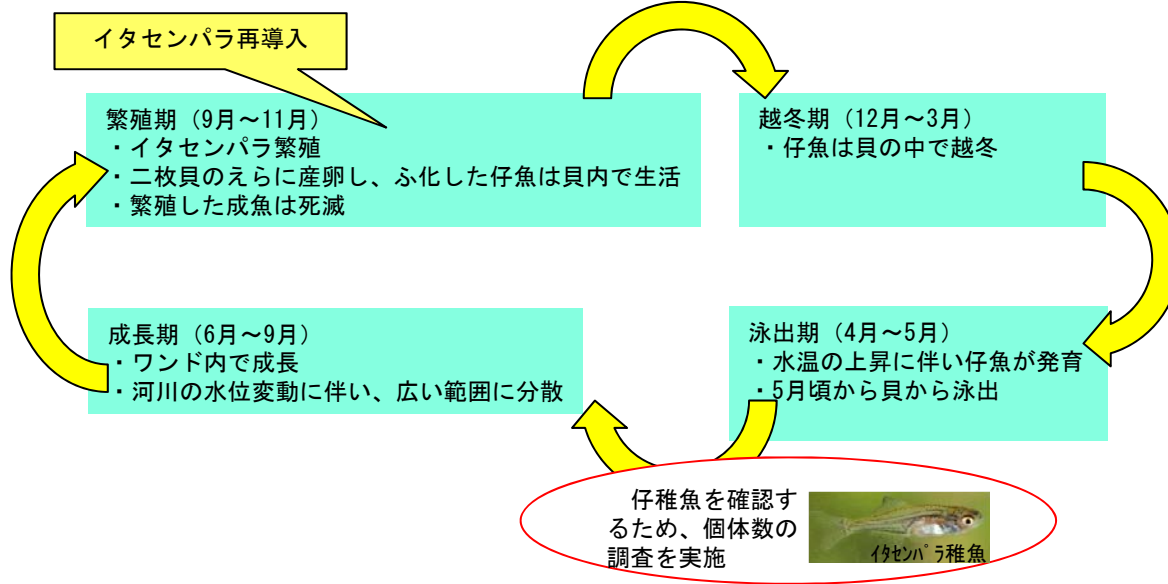 イタセンパラ再導入
繁殖期（9月～11月）
・イタセンパラ繁殖
・二枚貝のえらに産卵し、ふ化した仔魚は貝内で生活
・繁殖した成魚は死滅
越冬期（12月～3月）
・仔魚は貝の中で越冬
泳出期（4月～5月）
・水温の上昇に伴い仔魚が発育
・5月頃から貝から泳出
成長期（6月～9月）
・ワンド内で成長
・河川の水位変動に伴い、広い範囲に分散
仔稚魚を確認す
るため、個体数の
調査を実施
ｲﾀｾﾝﾊﾟﾗ稚魚